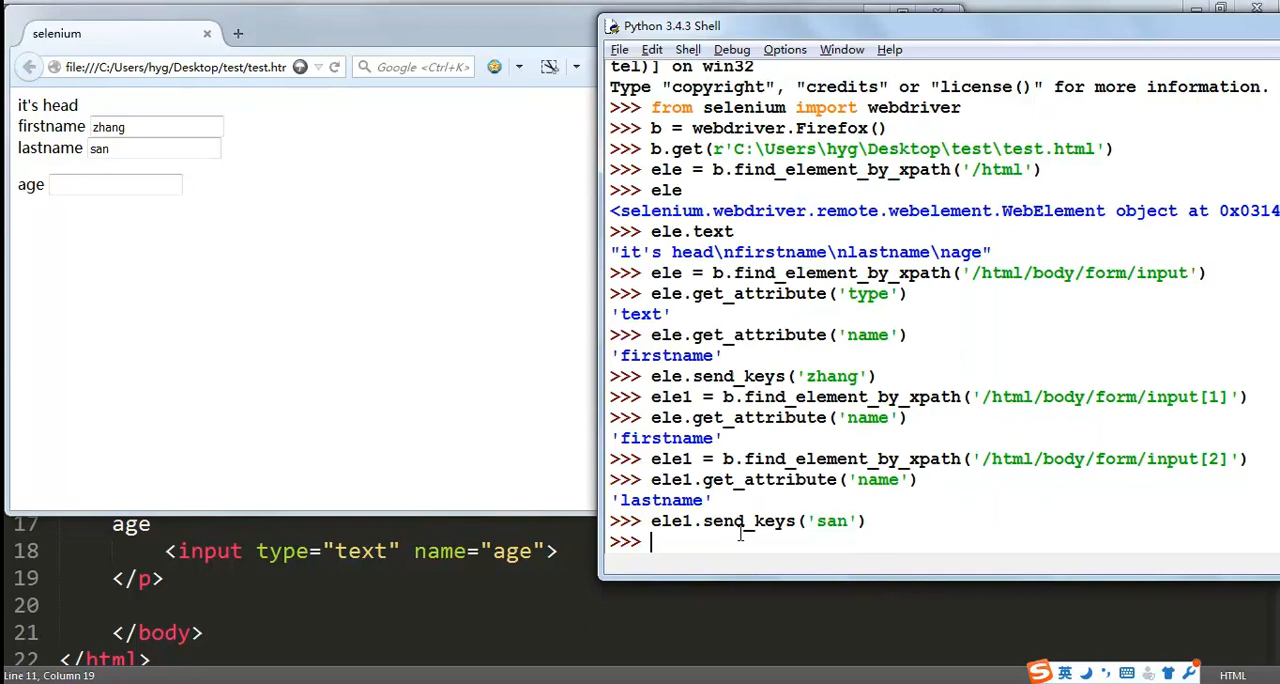 selenium
file:///C:/Users/hyg/Desktop/test/test.htr
Google <Ctrl+K>
it's head
firstname zhang
lastname san
age
17 age
18 <input type="text" name="age">
19 </p>
20
21 </body>
22 </html>
Line 11, Column 19
HTML
英
Python 3.4.3 Shell
File Edit Shell Debug Options Window Help
tel)] on win32
Type "copyright", "credits" or "license()" for more information.
>>> from selenium import webdriver
>>> b = webdriver.Firefox()
>>> b.get(r'C:\Users\hyg\Desktop\test\test.html')
>>> ele = b.find_element_by_xpath('/html')
>>> ele
<selenium.webdriver.remote.webelement.WebElement object at 0x0314
>>> ele.text
"it's head\nfirstname\nlastname\nage"
>>> ele = b.find_element_by_xpath('/html/body/form/input')
>>> ele.get_attribute('type')
'text'
>>> ele.get_attribute('name')
'firstname'
>>> ele.send_keys('zhang')
>>> ele1 = b.find_element_by_xpath('/html/body/form/input[1]')
>>> ele.get_attribute('name')
'firstname'
>>> ele1 = b.find_element_by_xpath('/html/body/form/input[2]')
>>> ele1.get_attribute('name')
'lastname'
>>> ele1.send_keys('san')
>>>